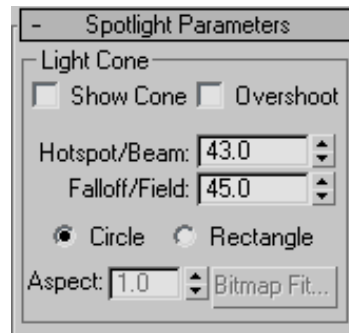 - Spotlight Parameters
Light Cone
Show Cone Overshoot
Hotspot/Beam: 43.0
Falloff/Field: 45.0
Circle Rectangle
Aspect: 1.0 Bitmap Fit...